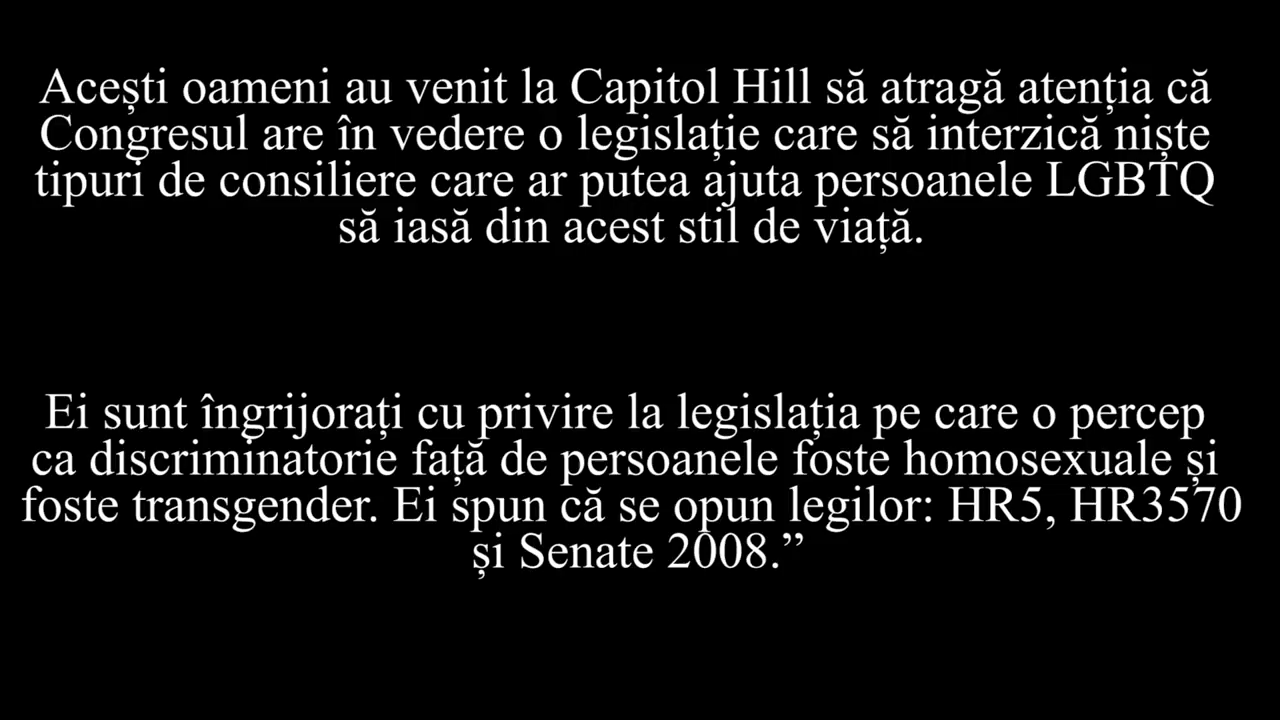 Acești oameni au venit la Capitol Hill să atragă atenția că
Congresul are în vedere o legislație care să interzică niște
tipuri de consiliere care ar putea ajuta persoanele LGBTQ
să iasă din acest stil de viață.
Ei sunt îngrijorați cu privire la legislația pe care o percep
ca discriminatorie față de persoanele foste homosexuale și
foste transgender. Ei spun că se opun legilor: HR5, HR3570
și Senate 2008.”